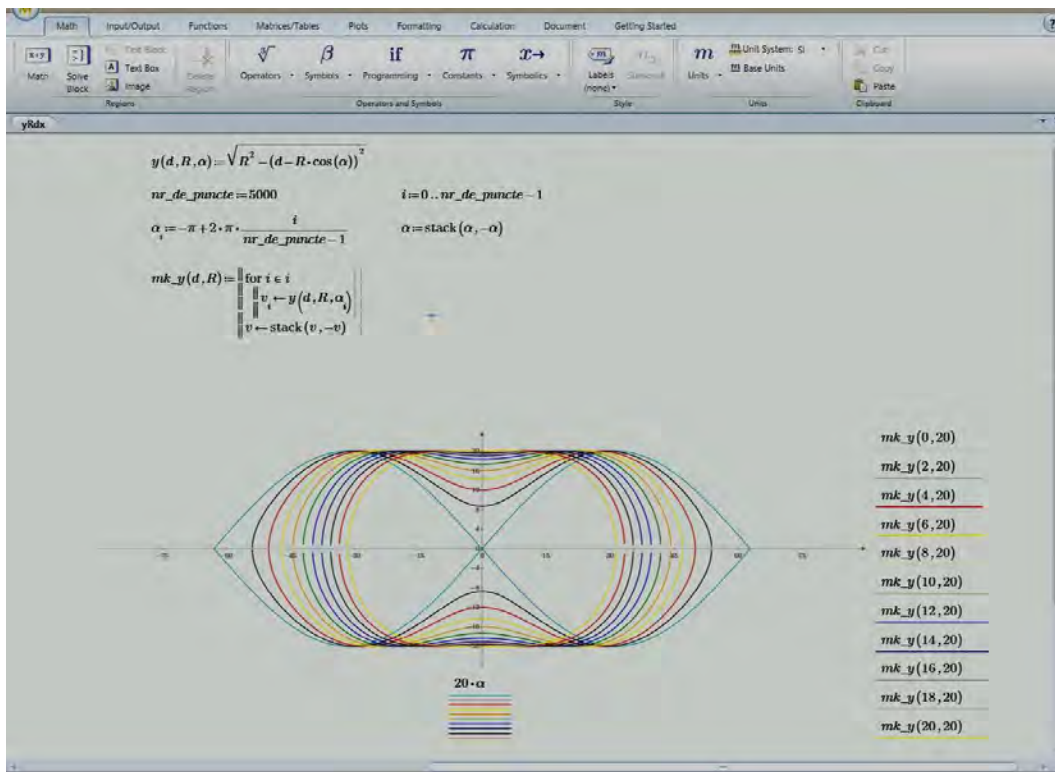 Math Input/Output Functions Matrices/Tables Plots Formatting Calculation Document Getting Started
Math Solve Block Text Block Text Box Image Delete Region Operators Symbols if Programming π Constants Symbolics Labels (none) m Units Unit System: SI Base Units Cut Copy Paste
Regions Operators and Symbols Style Units Clipboard
yRdx
y(d,R,α):=√R²−(d−R·cos(α))²
nr_de_puncte:=5000 i:=0..nr_de_puncte−1
αᵢ:=−π+2·π·i/(nr_de_puncte−1) α:=stack(α,−α)
mk_y(d,R):=‖for i ∈ i
vᵢ←y(d,R,αᵢ)
v←stack(v,−v)
mk_y(0,20)
mk_y(2,20)
mk_y(4,20)
mk_y(6,20)
mk_y(8,20)
mk_y(10,20)
mk_y(12,20)
mk_y(14,20)
mk_y(16,20)
mk_y(18,20)
mk_y(20,20)
20·α